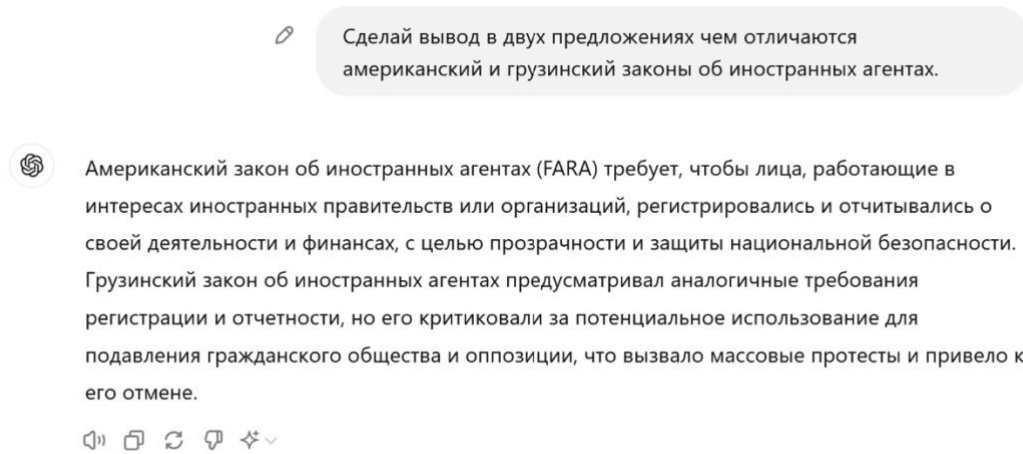 Сделай вывод в двух предложениях чем отличаются
американский и грузинский законы об иностранных агентах.
Американский закон об иностранных агентах (FARA) требует, чтобы лица, работающие в
интересах иностранных правительств или организаций, регистрировались и отчитывались о
своей деятельности и финансах, с целью прозрачности и защиты национальной безопасности.
Грузинский закон об иностранных агентах предусматривал аналогичные требования
регистрации и отчетности, но его критиковали за потенциальное использование для
подавления гражданского общества и оппозиции, что вызвало массовые протесты и привело к
его отмене.